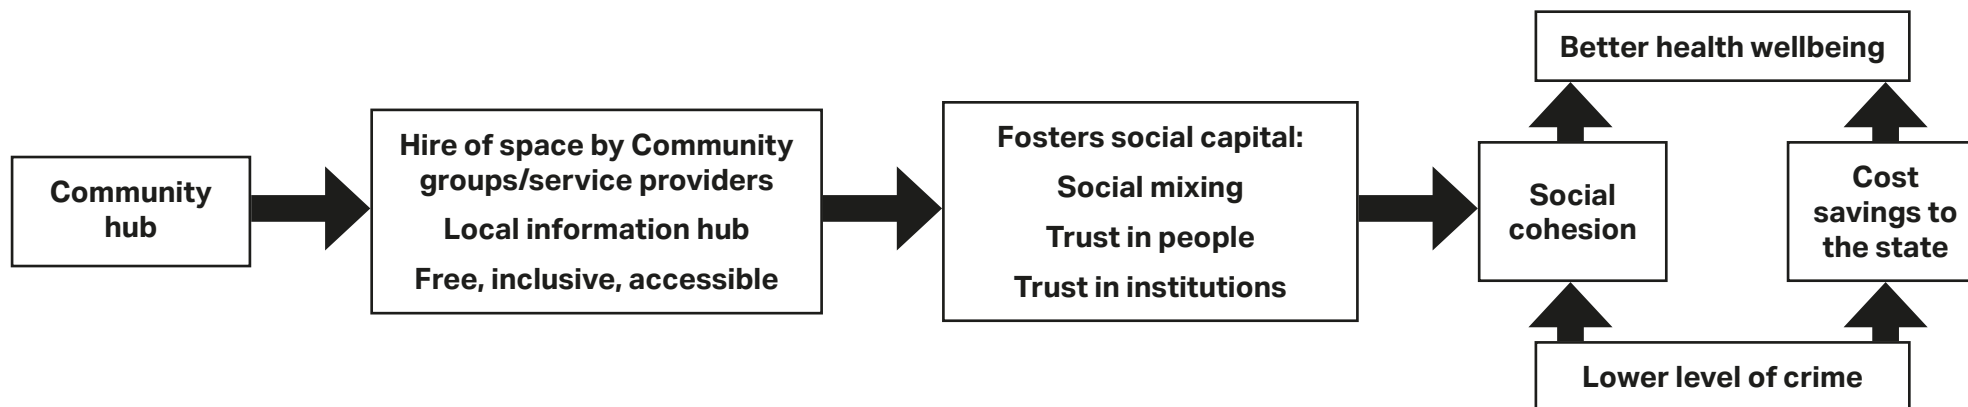 Community
hub
Hire of space by Community
groups/service providers
Local information hub
Free, inclusive, accessible
Fosters social capital:
Social mixing
Trust in people
Trust in institutions
Better health wellbeing
Social
cohesion
Cost
savings to
the state
Lower level of crime